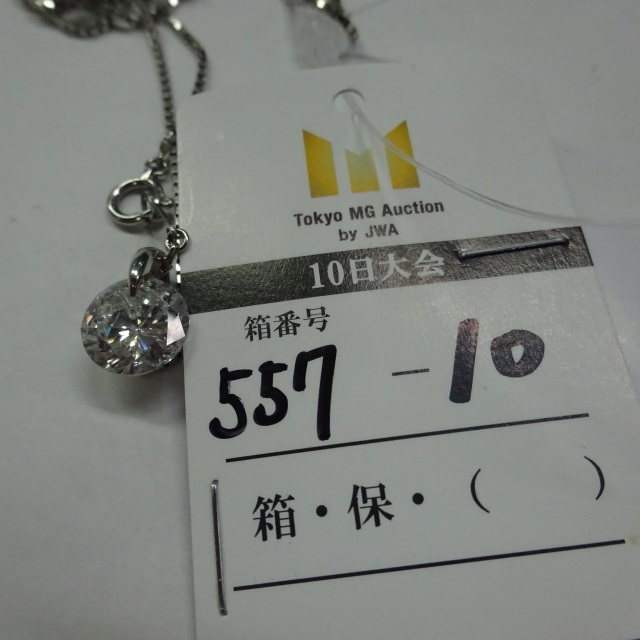 Tokyo MG Auction
by JWA
10日大会
箱番号
557 - 10
箱・保・(　　)